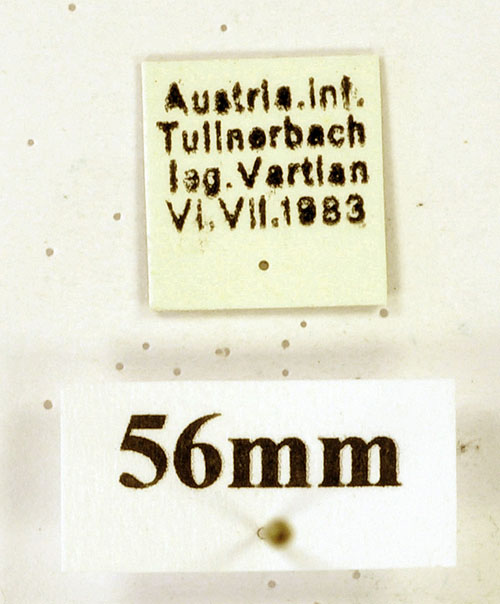 Austria.inf.
Tullnerbach
leg.Vartian
VI.VII.1983
56mm